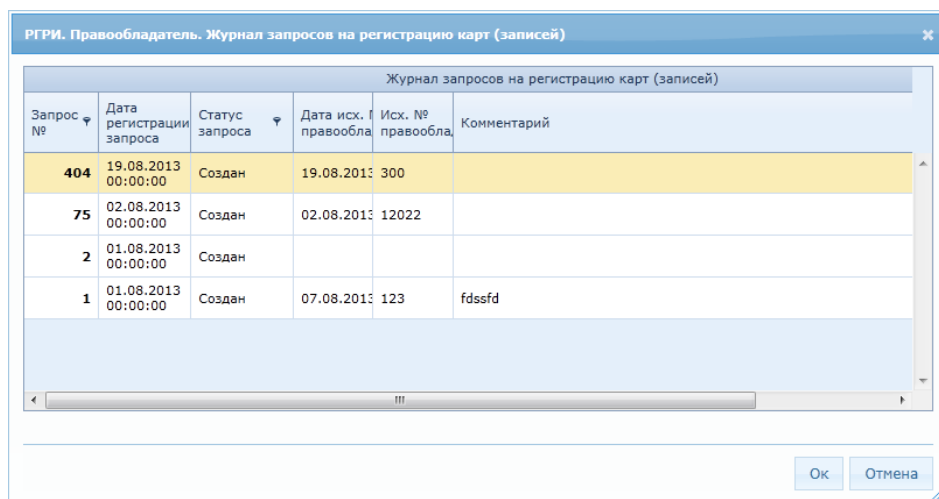 РГРИ. Правообладатель. Журнал запросов на регистрацию карт (записей)
Журнал запросов на регистрацию карт (записей)
Запрос №
Дата регистрации запроса
Статус запроса
Дата исх. правообла
Исх. № правообла
Комментарий
404 19.08.2013 00:00:00 Создан 19.08.2013 300
75 02.08.2013 00:00:00 Создан 02.08.2013 12022
2 01.08.2013 00:00:00 Создан
1 01.08.2013 00:00:00 Создан 07.08.2013 123 fdssfd
Ок Отмена